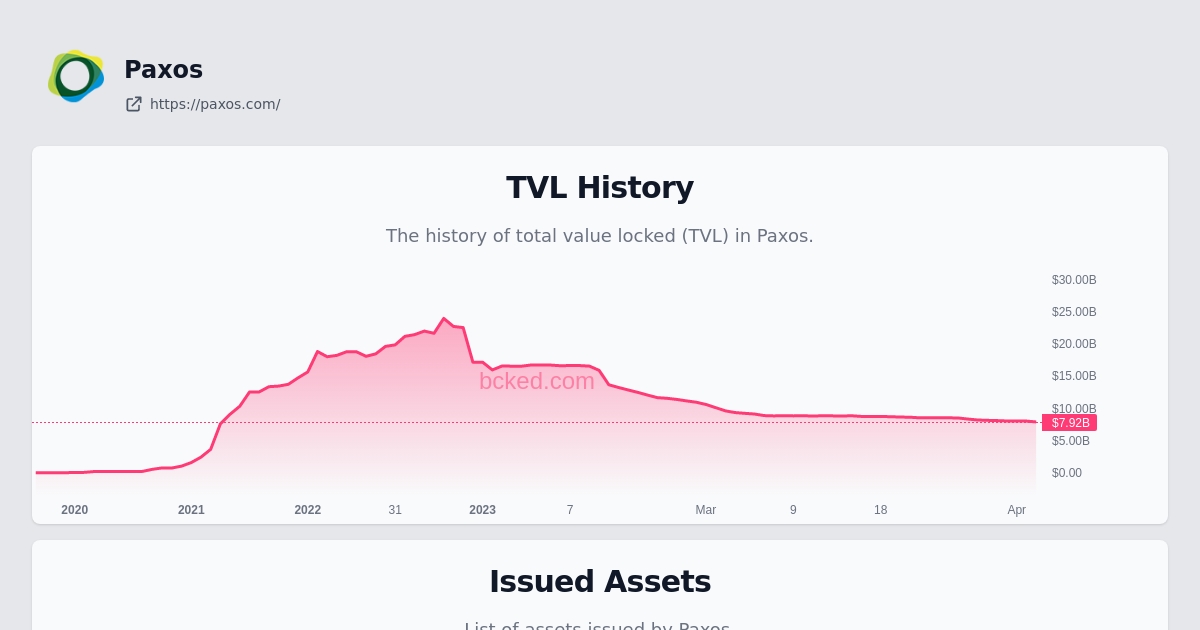 Paxos
https://paxos.com/
TVL History
The history of total value locked (TVL) in Paxos.
$30.00B
$25.00B
$20.00B
$15.00B
$10.00B
$7.92B
$5.00B
$0.00
bcked.com
2020 2021 2022 31 2023 7 Mar 9 18 Apr
Issued Assets
List of assets issued by Paxos